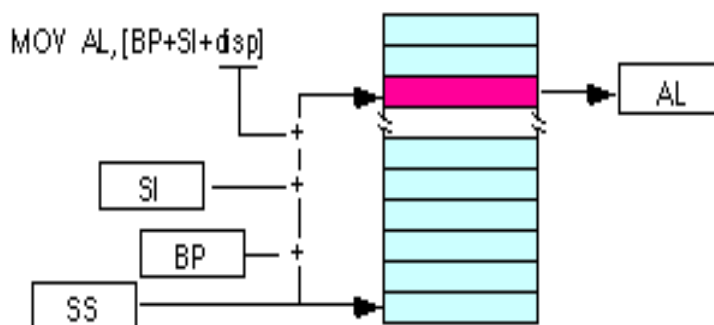 MOV AL,[BP+SI+disp]
AL
+
SI
+
BP
+
SS